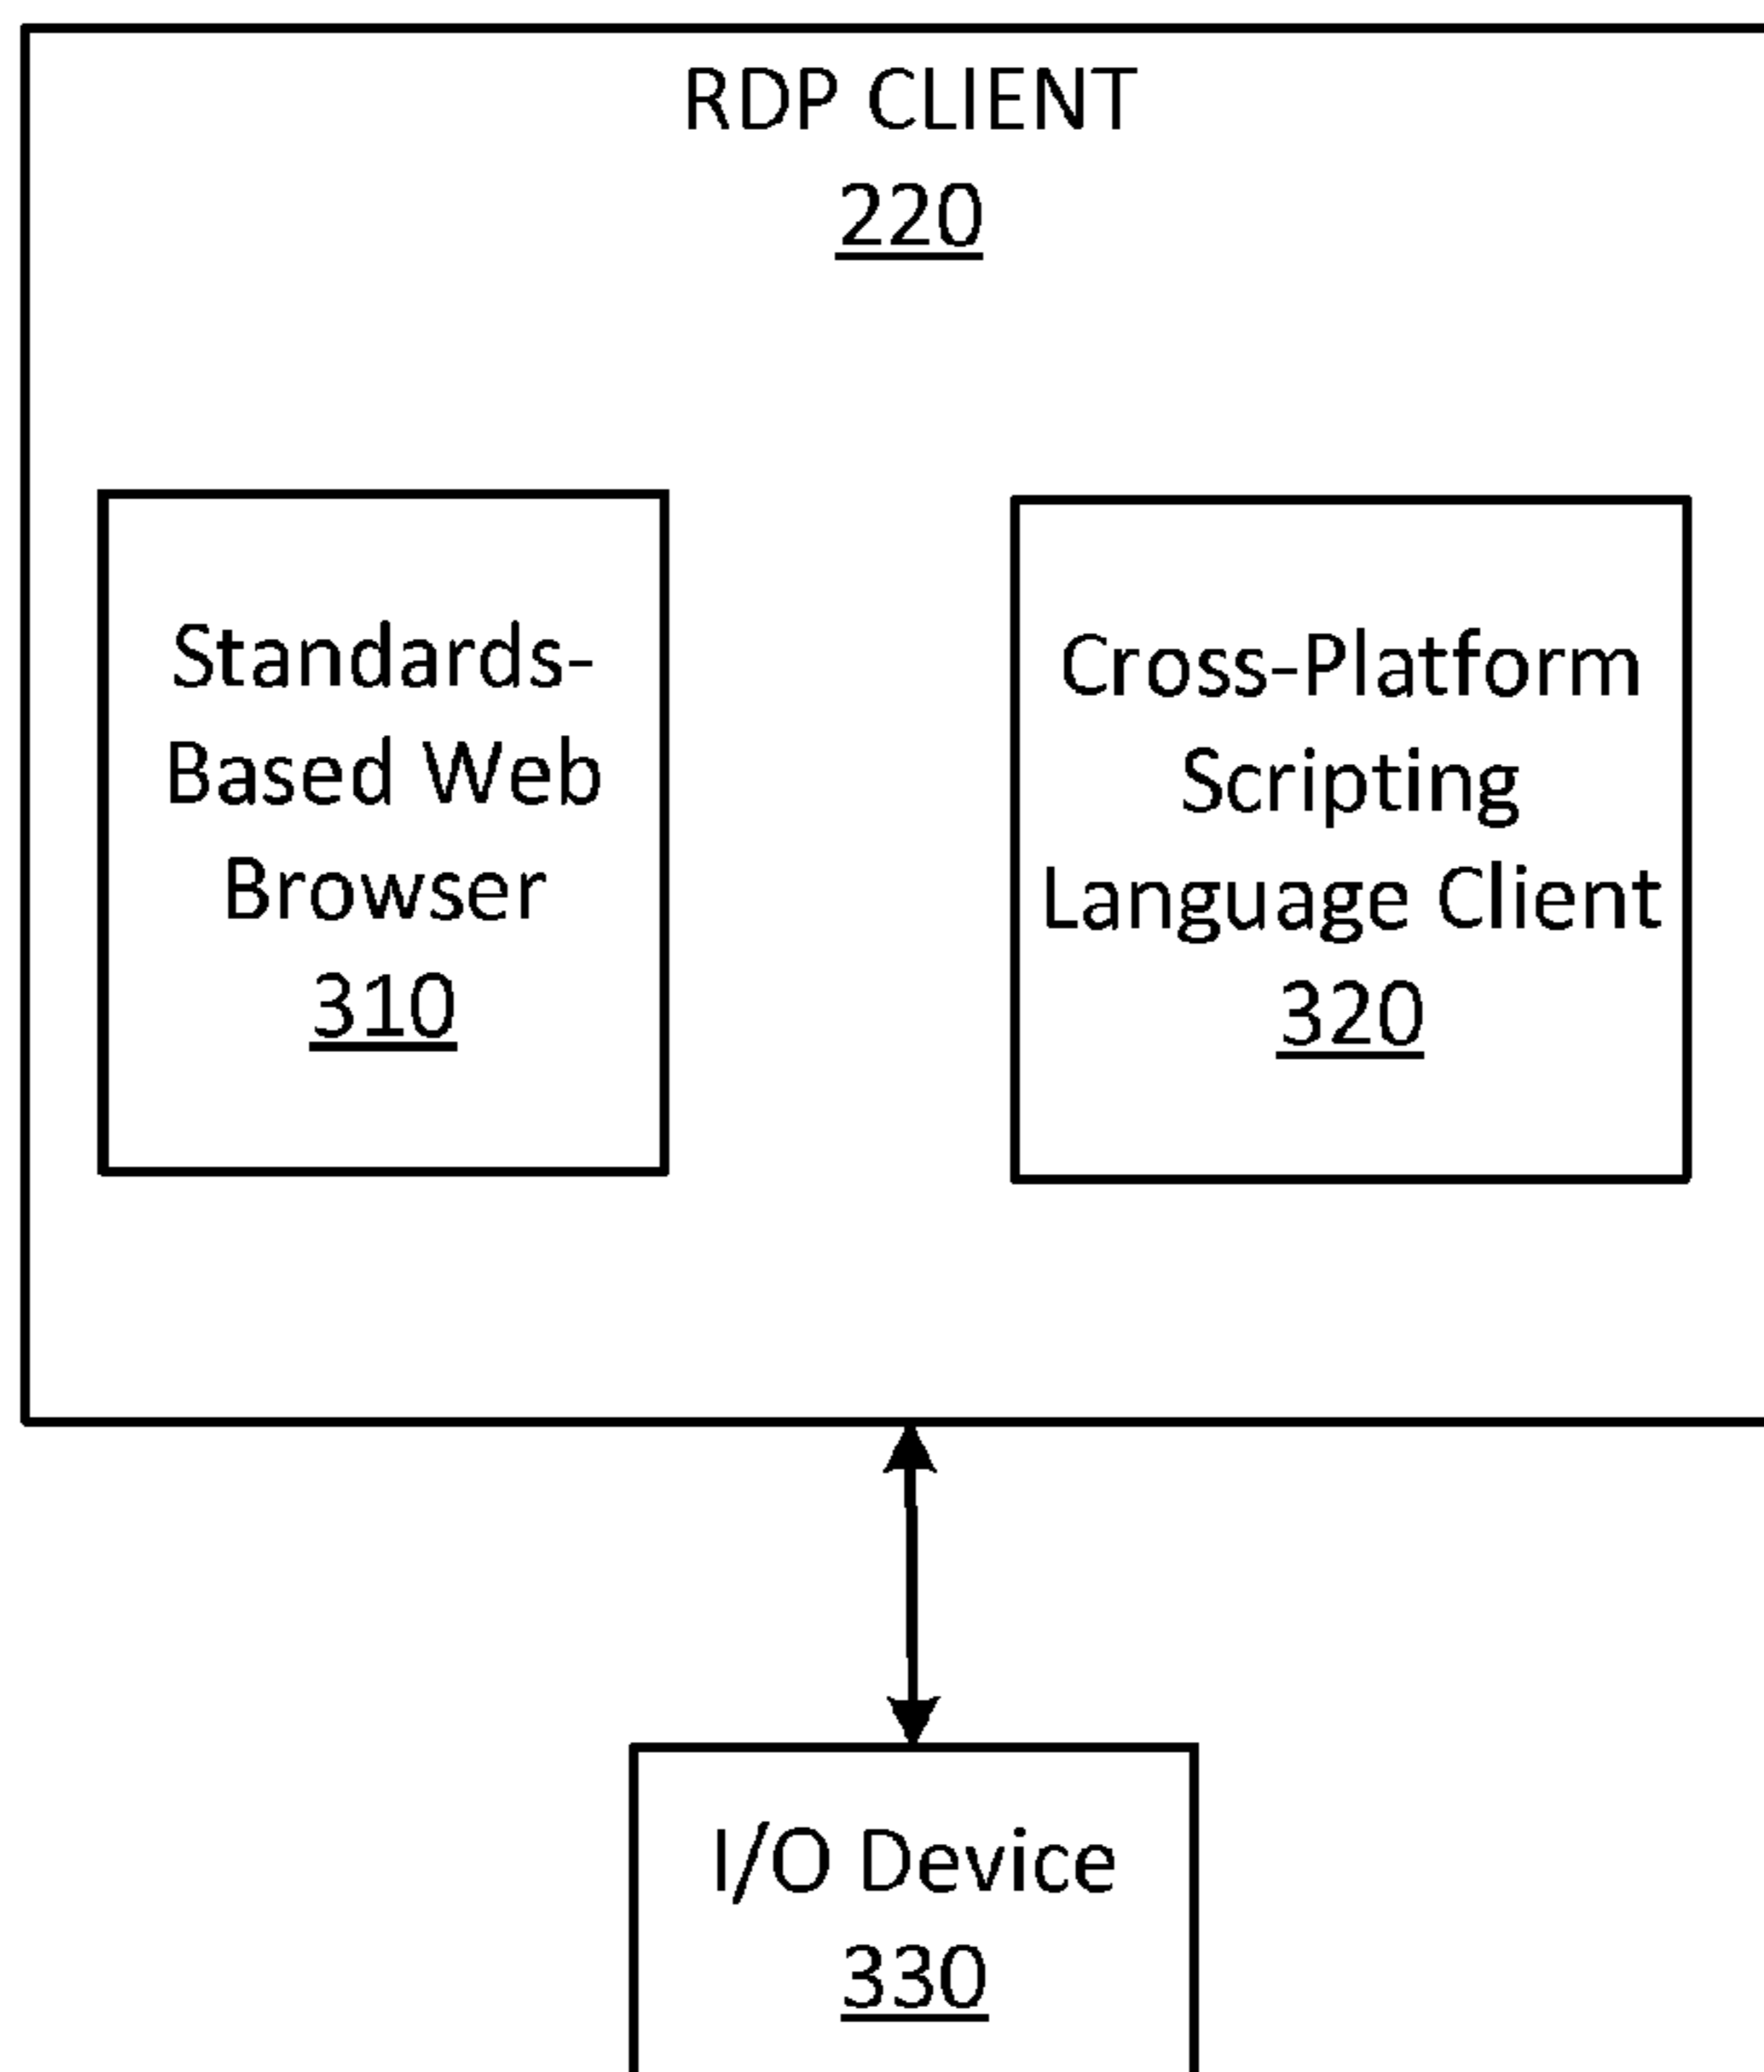 RDP CLIENT
220
Standards-
Based Web
Browser
310
Cross-Platform
Scripting
Language Client
320
I/O Device
330